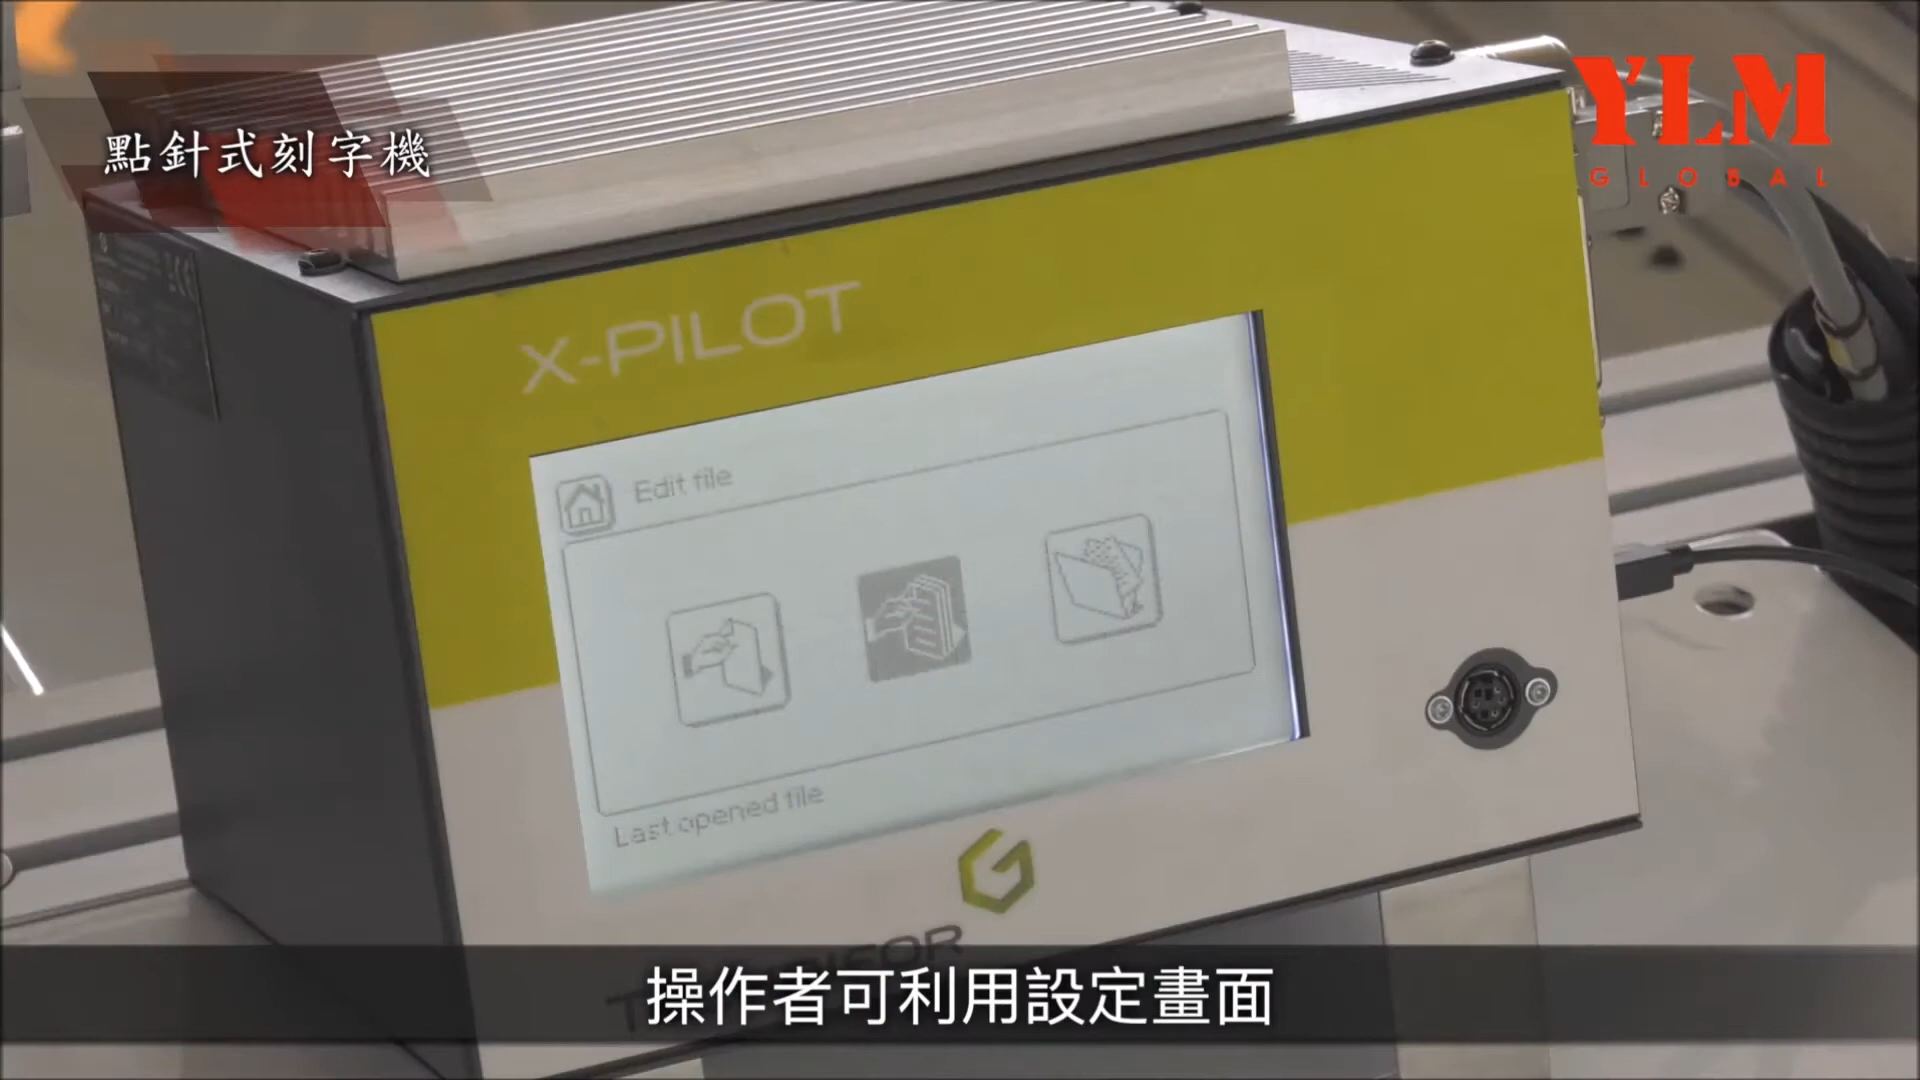 點針式刻字機
YLM
GLOBAL
X-PILOT
Edit file
Last opened file
操作者可利用設定畫面